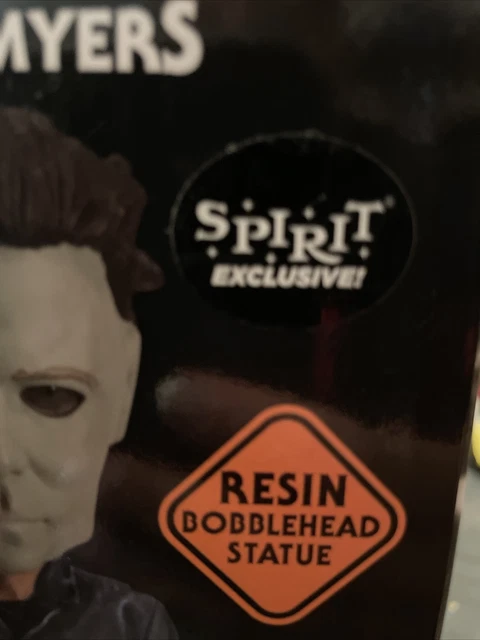 MYERS
SPIRIT®
EXCLUSIVE!
RESIN
BOBBLEHEAD
STATUE